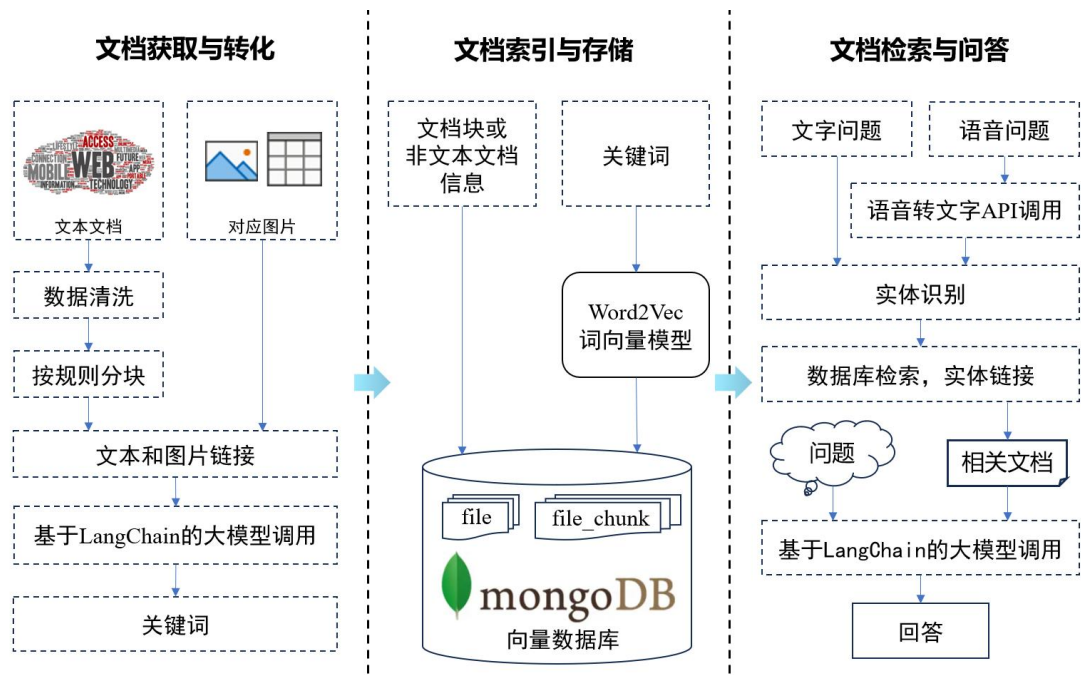 文档获取与转化
ACCESS
WEB
MOBILE
TECHNOLOGY
INFORMATION
CONNECTION
FUTURE
APP
文本文档
对应图片
数据清洗
按规则分块
文本和图片链接
基于LangChain的大模型调用
关键词
文档索引与存储
文档块或
非文本文档
信息
关键词
Word2Vec
词向量模型
file
file_chunk
mongoDB
向量数据库
文档检索与问答
文字问题
语音问题
语音转文字API调用
实体识别
数据库检索，实体链接
问题
相关文档
基于LangChain的大模型调用
回答